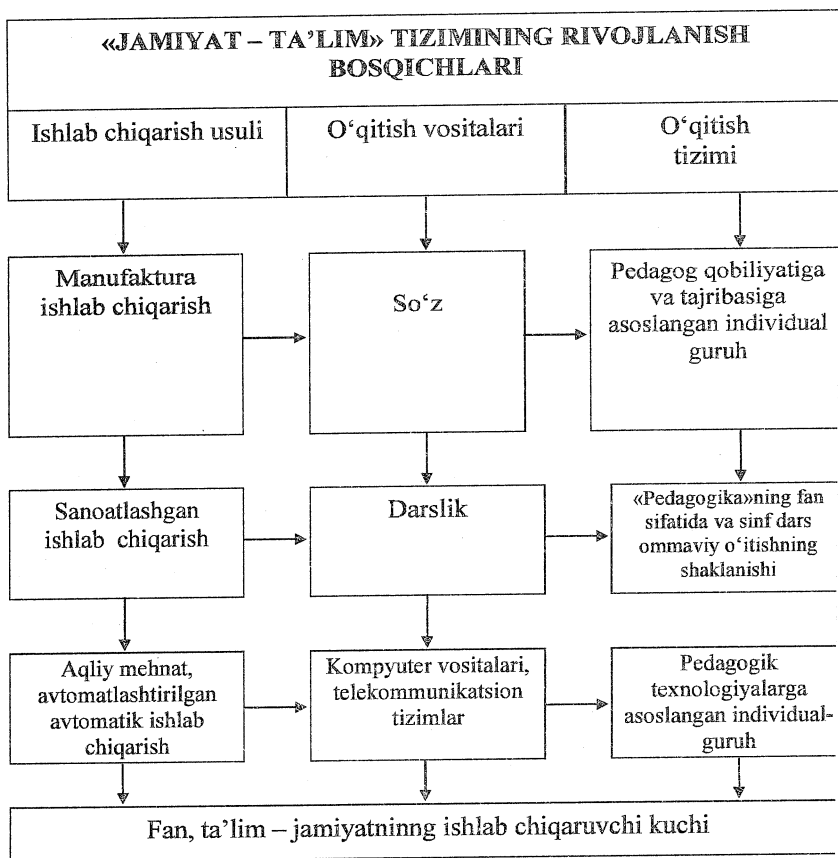 «JAMIYAT – TA’LIM» TIZIMINING RIVOJLANISH
BOSQICHLARI
Ishlab chiqarish usuli
O‘qitish vositalari
O‘qitish
tizimi
Manufaktura
ishlab chiqarish
So‘z
Pedagog qobiliyatiga
va tajribasiga
asoslangan individual
guruh
Sanoatlashgan
ishlab chiqarish
Darslik
«Pedagogika»ning fan
sifatida va sinf dars
ommaviy o‘itishning
shaklanishi
Aqliy mehnat,
avtomatlashtirilgan
avtomatik ishlab
chiqarish
Kompyuter vositalari,
telekommunikatsion
tizimlar
Pedagogik
texnologiyalarga
asoslangan individual-
guruh
Fan, ta’lim – jamiyatninng ishlab chiqaruvchi kuchi